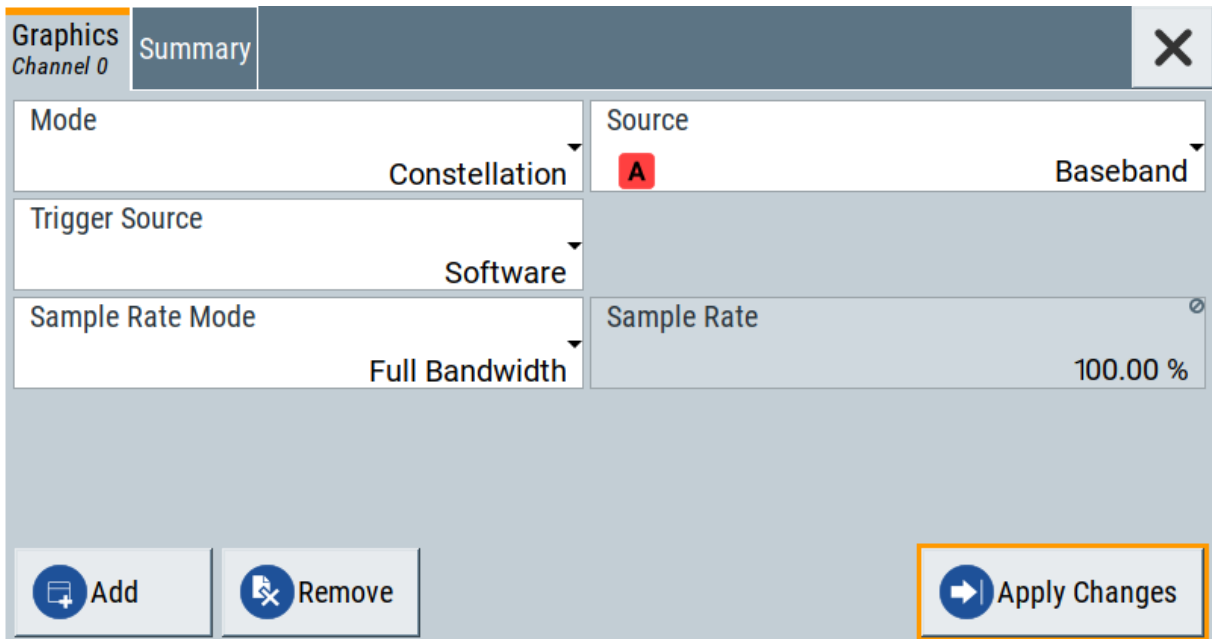 Graphics
Channel 0
Summary
Mode
Constellation
Source
A
Baseband
Trigger Source
Software
Sample Rate Mode
Full Bandwidth
Sample Rate
100.00 %
Add
Remove
Apply Changes